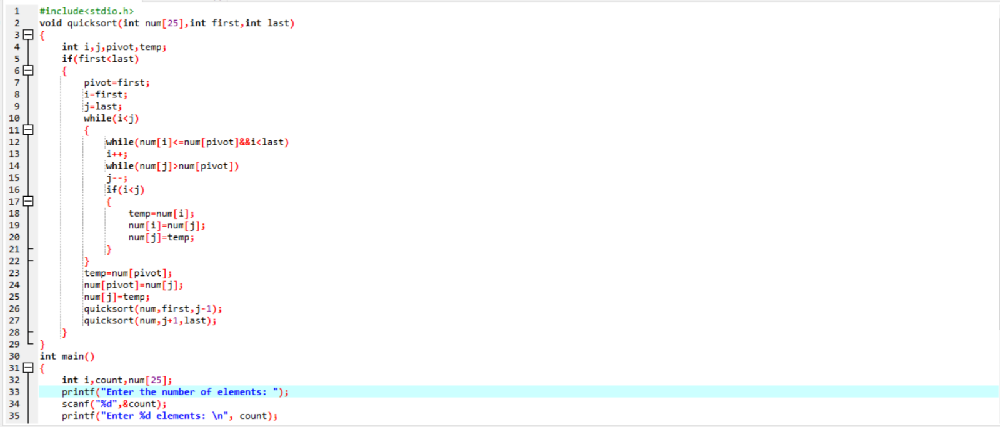 1 #include<stdio.h>
2 void quicksort(int num[25],int first,int last)
3 {
4 int i,j,pivot,temp;
5 if(first<last)
6 {
7 pivot=first;
8 i=first;
9 j=last;
10 while(i<j)
11 {
12 while(num[i]<=num[pivot]&&i<last)
13 i++;
14 while(num[j]>num[pivot])
15 j--;
16 if(i<j)
17 {
18 temp=num[i];
19 num[i]=num[j];
20 num[j]=temp;
21 }
22 }
23 temp=num[pivot];
24 num[pivot]=num[j];
25 num[j]=temp;
26 quicksort(num,first,j-1);
27 quicksort(num,j+1,last);
28 }
29 }
30 int main()
31 {
32 int i,count,num[25];
33 printf("Enter the number of elements: ");
34 scanf("%d",&count);
35 printf("Enter %d elements: \n", count);